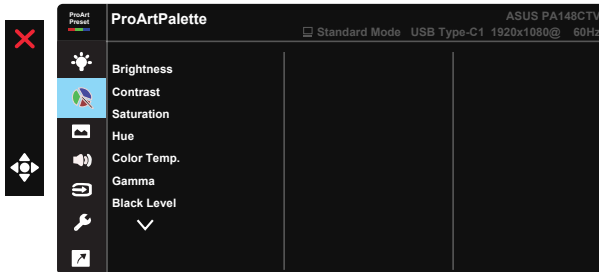 ProArt
Preset
ProArtPalette
ASUS PA148CTV
Standard Mode USB Type-C1 1920x1080@ 60Hz
Brightness
Contrast
Saturation
Hue
Color Temp.
Gamma
Black Level